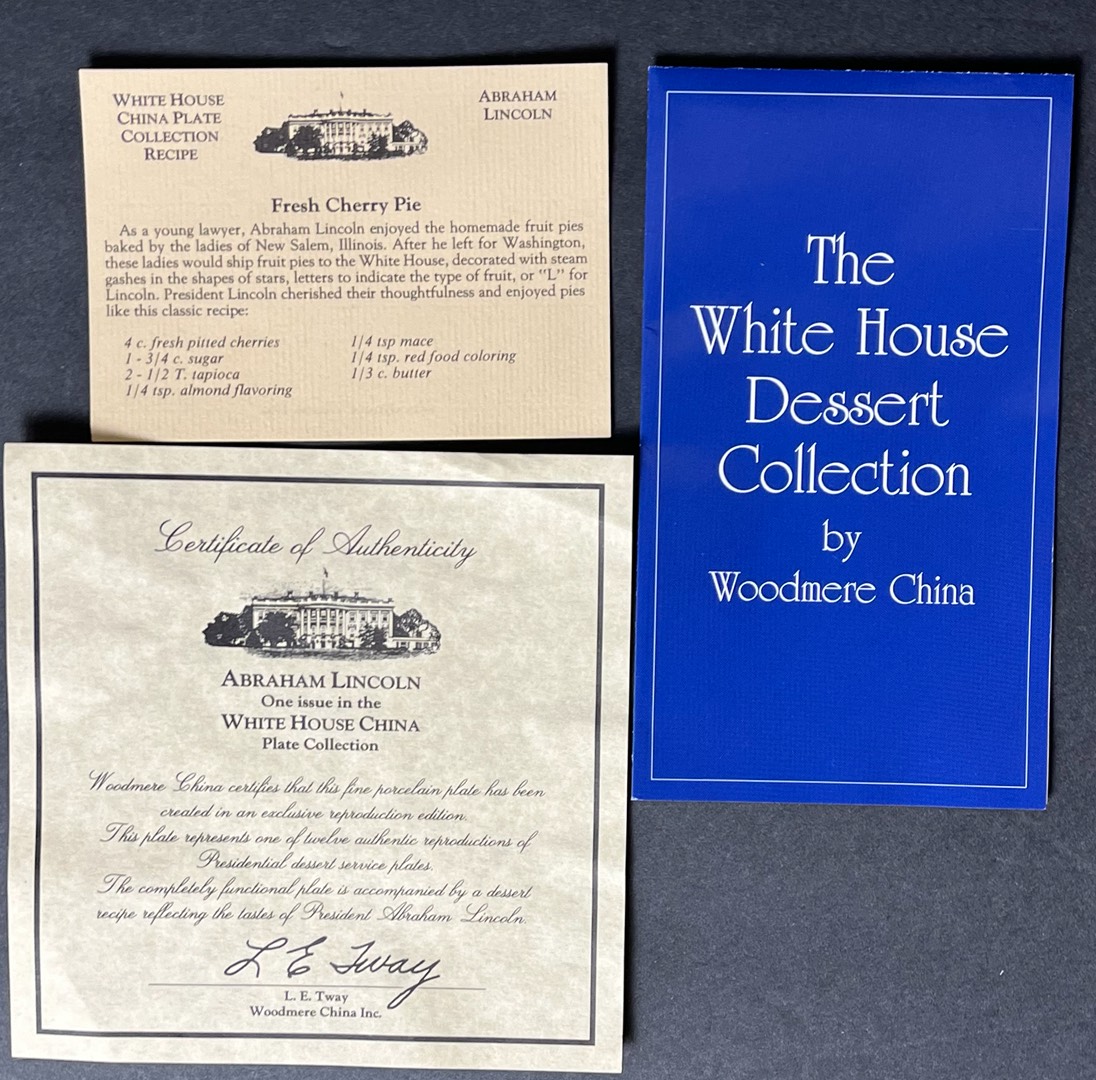 WHITE HOUSE
CHINA PLATE
COLLECTION
RECIPE
ABRAHAM
LINCOLN
Fresh Cherry Pie
As a young lawyer, Abraham Lincoln enjoyed the homemade fruit pies
baked by the ladies of New Salem, Illinois. After he left for Washington,
these ladies would ship fruit pies to the White House, decorated with steam
gashes in the shapes of stars, letters to indicate the type of fruit, or "L" for
Lincoln. President Lincoln cherished their thoughtfulness and enjoyed pies
like this classic recipe:
4 c. fresh pitted cherries
1 - 3/4 c. sugar
2 - 1/2 T. tapioca
1/4 tsp. almond flavoring
1/4 tsp mace
1/4 tsp. red food coloring
1/3 c. butter
The
White House
Dessert
Collection
by
Woodmere China
Certificate of Authenticity
ABRAHAM LINCOLN
One issue in the
WHITE HOUSE CHINA
Plate Collection
Woodmere China certifies that this fine porcelain plate has been
created in an exclusive reproduction edition.
This plate represents one of twelve authentic reproductions of
Presidential dessert service plates.
The completely functional plate is accompanied by a dessert
recipe reflecting the tastes of President Abraham Lincoln.
L E Tway
L. E. Tway
Woodmere China Inc.